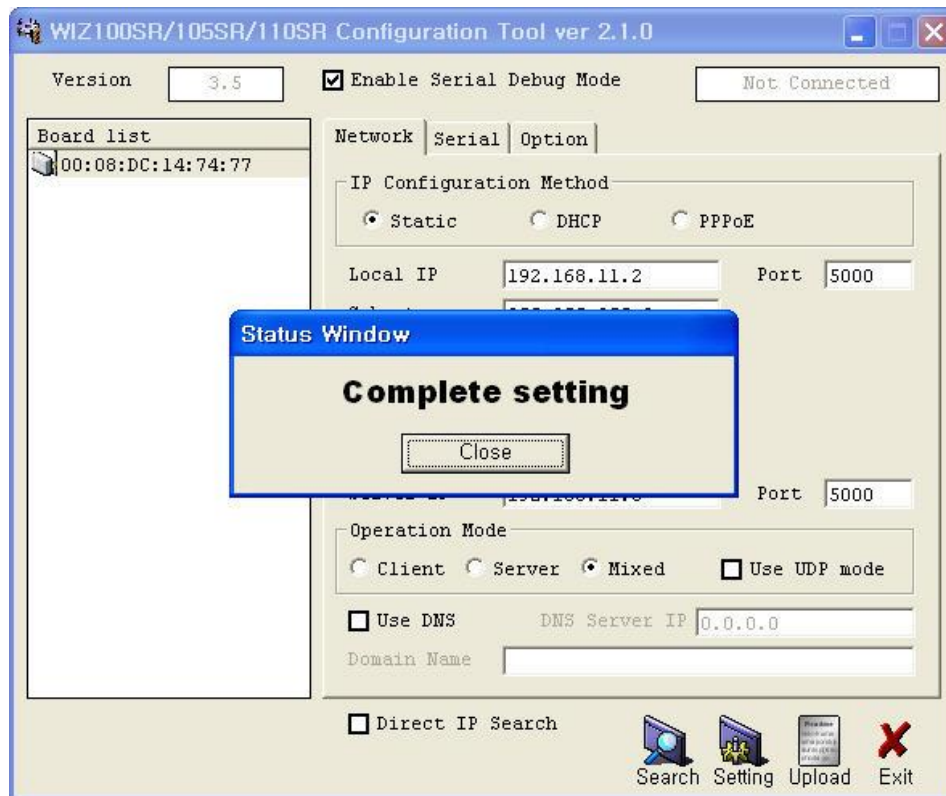 WIZ100SR/105SR/110SR Configuration Tool ver 2.1.0
Version 3.5 Enable Serial Debug Mode Not Connected
Board list
00:08:DC:14:74:77
Network Serial Option
IP Configuration Method
Static DHCP PPPoE
Local IP 192.168.11.2 Port 5000
Status Window
Complete setting
Close
Port 5000
Operation Mode
Client Server Mixed Use UDP mode
Use DNS DNS Server IP 0.0.0.0
Domain Name
Direct IP Search
Search Setting Upload Exit